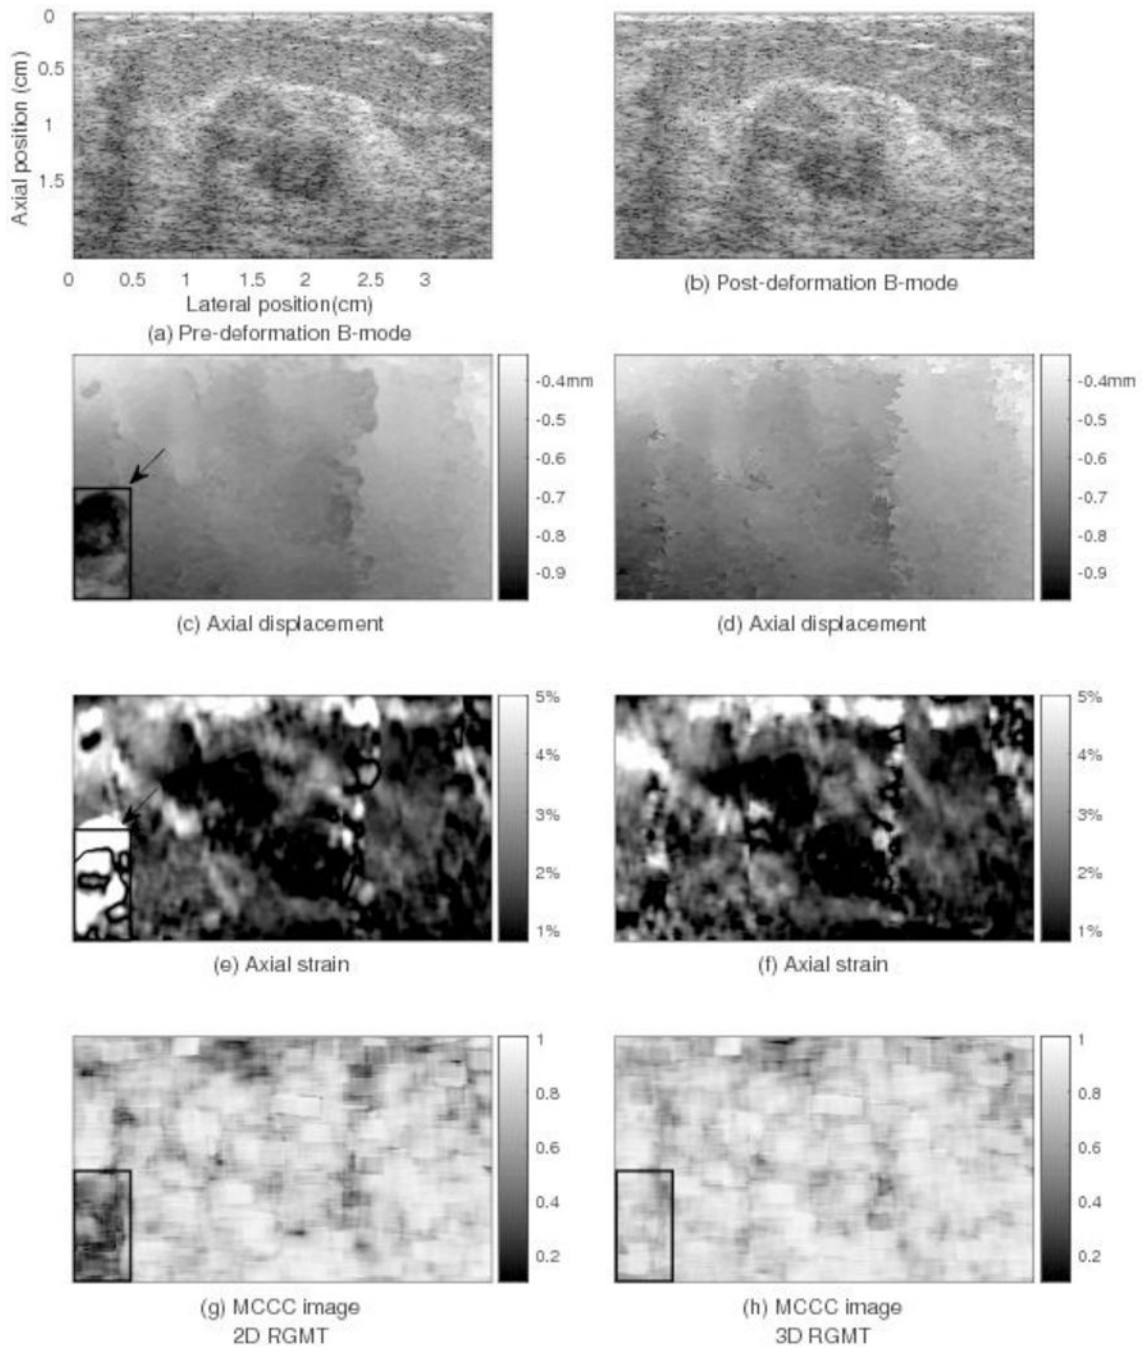 0
0.5
1
1.5
Axial position (cm)
0 0.5 1 1.5 2 2.5 3
Lateral position(cm)
(a) Pre-deformation B-mode
(b) Post-deformation B-mode
-0.4mm
-0.5
-0.6
-0.7
-0.8
-0.9
(c) Axial displacement
-0.4mm
-0.5
-0.6
-0.7
-0.8
-0.9
(d) Axial displacement
5%
4%
3%
2%
1%
(e) Axial strain
5%
4%
3%
2%
1%
(f) Axial strain
1
0.8
0.6
0.4
0.2
(g) MCCC image
2D RGMT
1
0.8
0.6
0.4
0.2
(h) MCCC image
3D RGMT